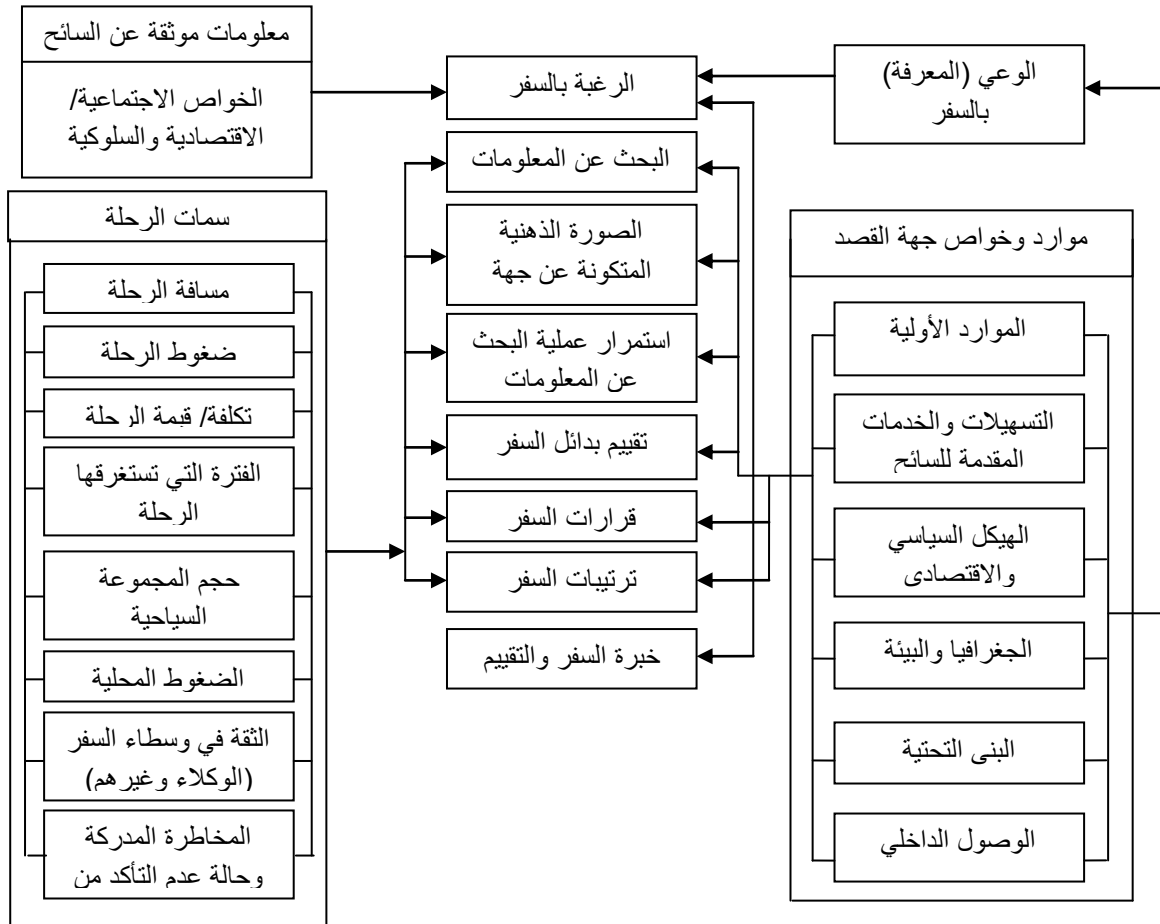 معلومات موثقة عن السائح
الخواص الاجتماعية/
الاقتصادية والسلوكية
الرغبة بالسفر
الوعي (المعرفة)
بالسفر
البحث عن المعلومات
الصورة الذهنية
المتكونة عن جهة
استمرار عملية البحث
عن المعلومات
تقييم بدائل السفر
قرارات السفر
ترتيبات السفر
خبرة السفر والتقييم
سمات الرحلة
مسافة الرحلة
ضغوط الرحلة
تكلفة/ قيمة الرحلة
الفترة التي تستغرقها
الرحلة
حجم المجموعة
السياحية
الضغوط المحلية
الثقة في وسطاء السفر
(الوكلاء وغيرهم)
المخاطرة المدركة
وحالة عدم التأكد من
موارد وخواص جهة القصد
الموارد الأولية
التسهيلات والخدمات
المقدمة للسائح
الهيكل السياسي
والاقتصادى
الجغرافيا والبيئة
البنى التحتية
الوصول الداخلي